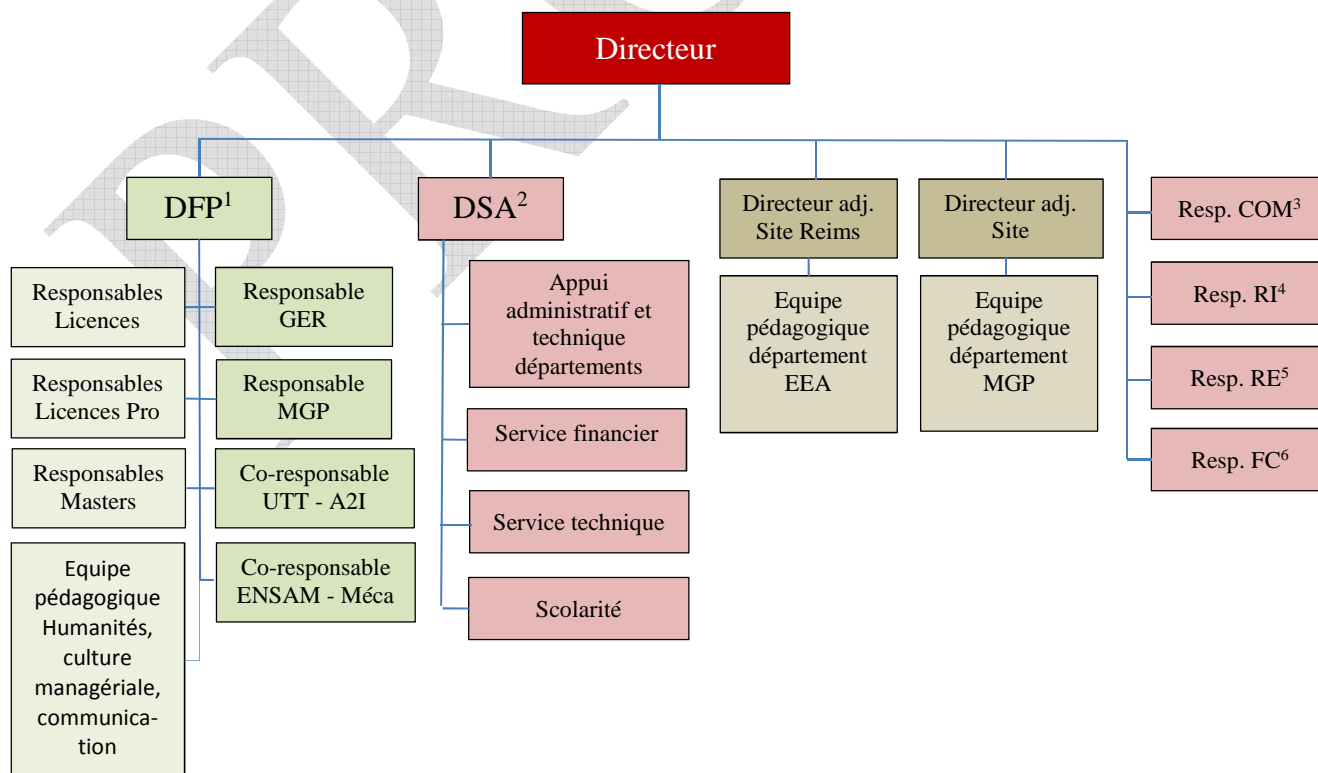 Directeur
DFP1
DSA2
Directeur adj.
Site Reims
Directeur adj.
Site
Resp. COM3
Resp. RI4
Resp. RE5
Resp. FC6
Responsables
Licences
Responsable
GER
Responsables
Licences Pro
Responsable
MGP
Responsables
Masters
Co-responsable
UTT - A2I
Equipe
pédagogique
Humanités,
culture
managériale,
communica-
tion
Co-responsable
ENSAM - Méca
Appui
administratif et
technique
départements
Service financier
Service technique
Scolarité
Equipe
pédagogique
département
EEA
Equipe
pédagogique
département
MGP